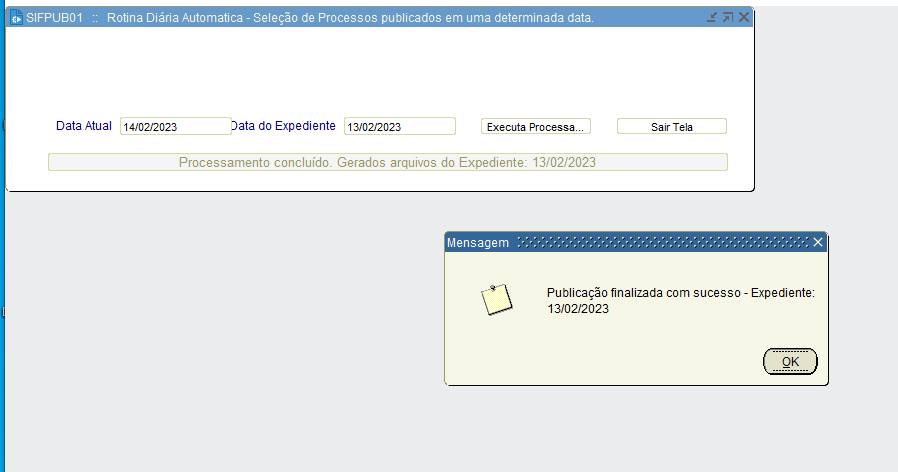 SIFPUB01 :: Rotina Diária Automatica - Seleção de Processos publicados em uma determinada data.
Data Atual 14/02/2023 Data do Expediente 13/02/2023 Executa Processa... Sair Tela
Processamento concluído. Gerados arquivos do Expediente: 13/02/2023
Mensagem
Publicação finalizada com sucesso - Expediente:
13/02/2023
OK